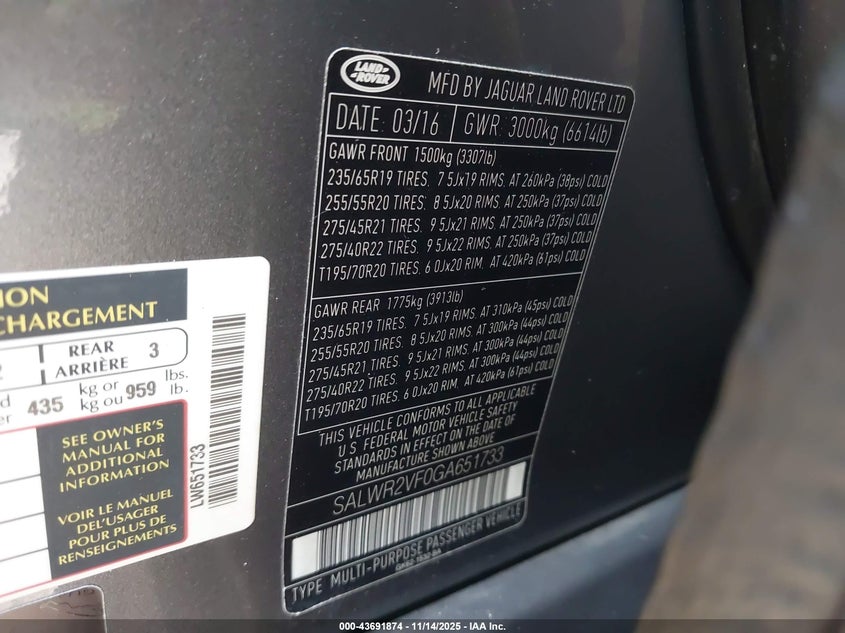 LAND-
ROVER
MFD BY JAGUAR LAND ROVER LTD
DATE: 03/16 GWR: 3000kg (6614lb)
GAWR FRONT 1500kg (3307lb)
235/65R19 TIRES. 7 5Jx19 RIMS. AT 260kPa (38psi) COLD
255/55R20 TIRES. 8 5Jx20 RIMS. AT 250kPa (37psi) COLD
275/45R21 TIRES. 9 5Jx21 RIMS. AT 250kPa (37psi) COLD
275/40R22 TIRES. 9 5Jx22 RIMS. AT 250kPa (37psi) COLD
T195/70R20 TIRES. 6 0Jx20 RIM. AT 420kPa (61psi) COLD
GAWR REAR 1775kg (3913lb)
235/65R19 TIRES. 7 5Jx19 RIMS. AT 310kPa (45psi) COLD
255/55R20 TIRES. 8 5Jx20 RIMS. AT 300kPa (44psi) COLD
275/45R21 TIRES. 9 5Jx21 RIMS. AT 300kPa (44psi) COLD
275/40R22 TIRES. 9 5Jx22 RIMS. AT 300kPa (44psi) COLD
T195/70R20 TIRES. 6 0Jx20 RIM. AT 420kPa (61psi) COLD
THIS VEHICLE CONFORMS TO ALL APPLICABLE
U S FEDERAL MOTOR VEHICLE SAFETY
STANDARDS IN EFFECT ON THE DATE OF
MANUFACTURE SHOWN ABOVE
SALWR2VF0GA651733
TYPE MULTI-PURPOSE PASSENGER VEHICLE
ION
CHARGEMENT
2 REAR
ARRIÈRE 3
435 kg or
kg ou 959 lbs.
lb.
SEE OWNER'S
MANUAL FOR
ADDITIONAL
INFORMATION
VOIR LE MANUEL
DEL'USAGER
POUR PLUS DE
RENSEIGNEMENTS
LW651733
000-43691874 | 11/14/2025 | IAA Inc.